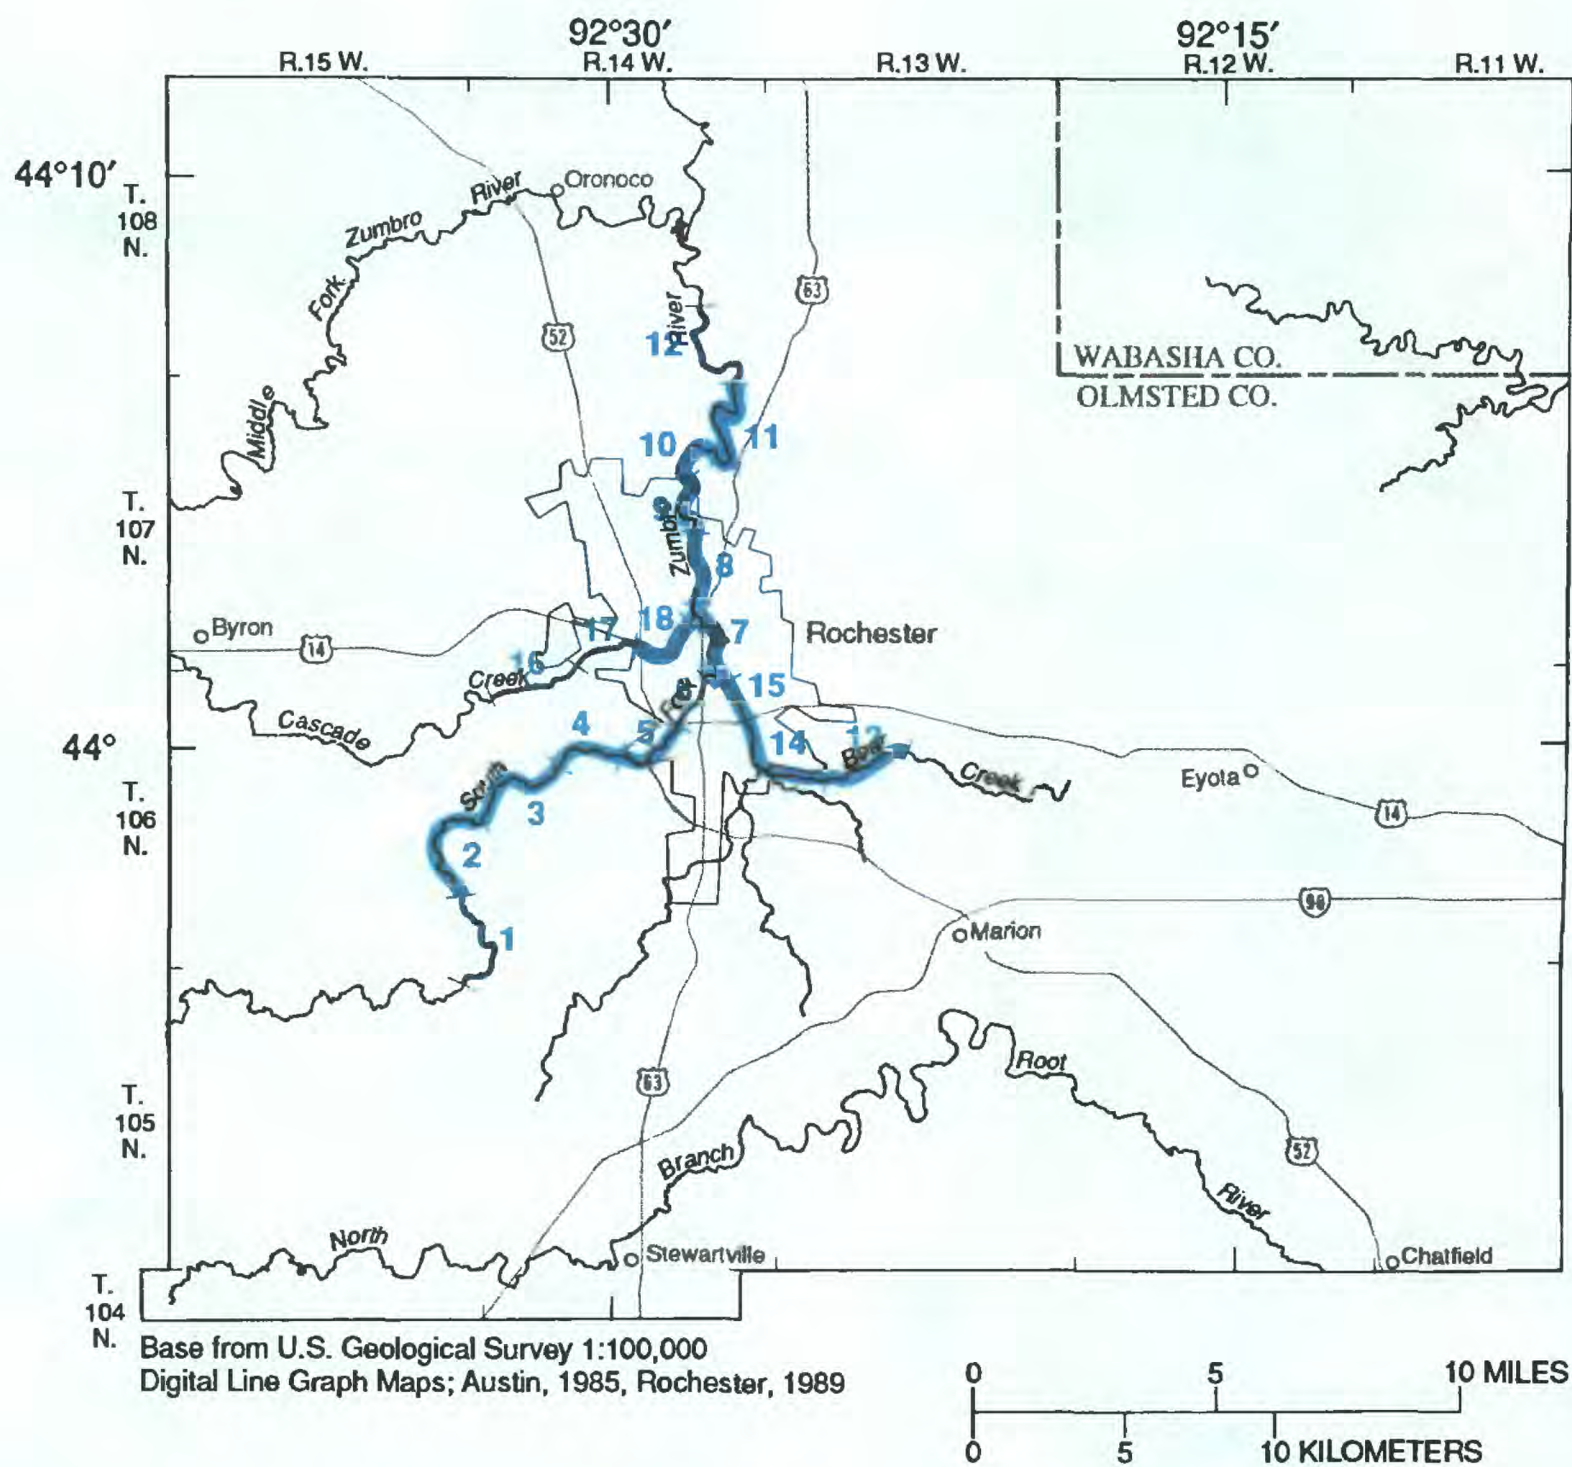 92°30′
92°15′
R.15 W.
R.14 W.
R.13 W.
R.12 W.
R.11 W.
44°10′
T.
108
N.
River
Oronoco
Zumbro
Fork
Middle
63
52
River
12
WABASHA CO.
OLMSTED CO.
10
11
T.
107
N.
9
Zumbro
8
18
7
17
16
Byron
14
Rochester
Creek
Cascade
6
15
44°
4
5
Fork
14
13
Bear
Creek
Eyota
South
3
T.
106
N.
14
2
90
1
Marion
T.
105
N.
63
Root
52
Branch
River
North
Stewartville
Chatfield
T.
104
N.
Base from U.S. Geological Survey 1:100,000
Digital Line Graph Maps; Austin, 1985, Rochester, 1989
0 5 10 MILES
0 5 10 KILOMETERS